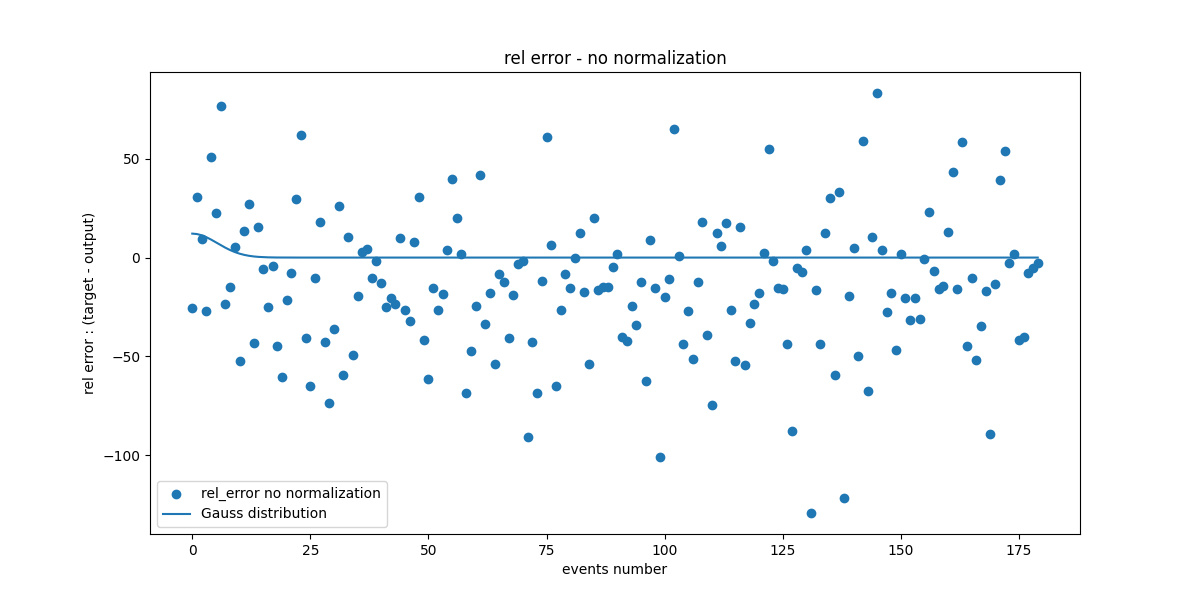 rel error - no normalization
rel error : (target - output)
50
0
−50
−100
rel_error no normalization
Gauss distribution
0 25 50 75 100 125 150 175
events number